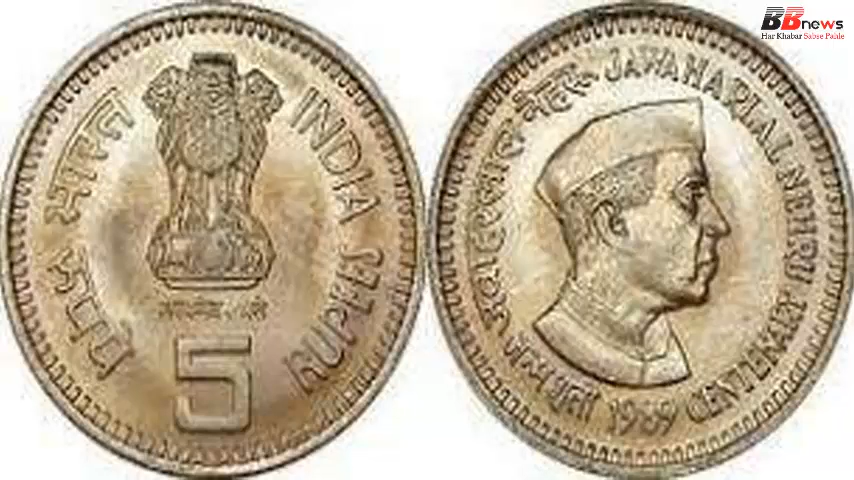 BBnews
Har Khabar Sabse Pahle
भारत INDIA
रुपये RUPEES
5
जवाहरलाल नेहरू JAWAHARLAL NEHRU CENTENARY
जन्म शती 1989